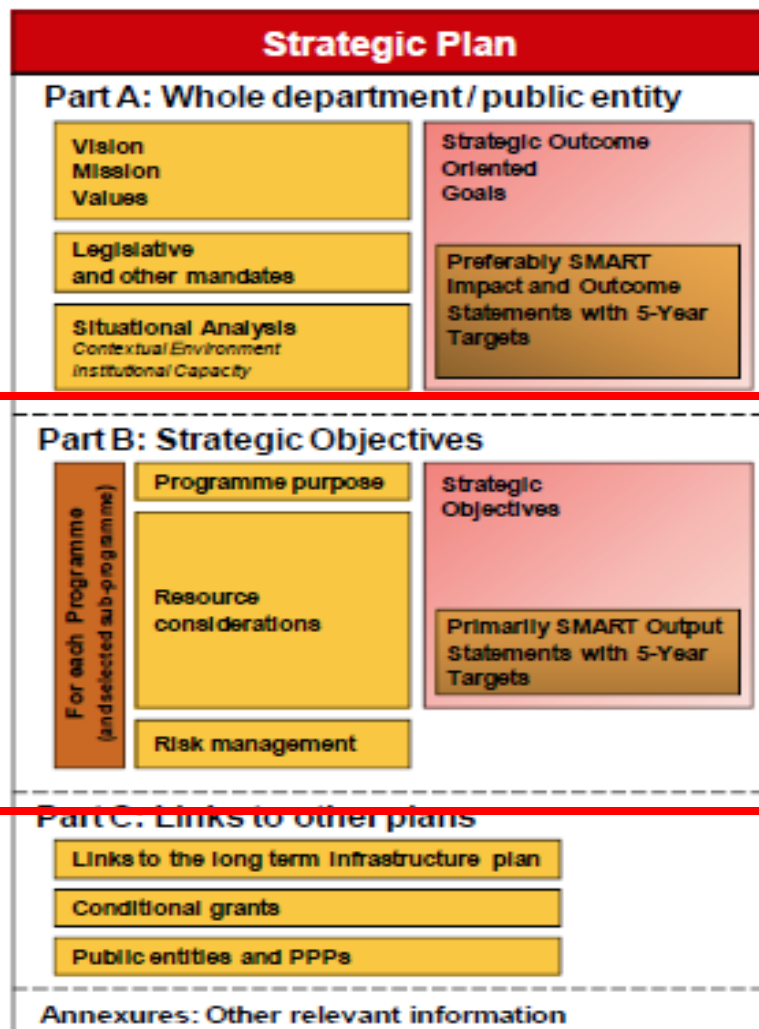 Strategic Plan
Part A: Whole department / public entity
Vision
Mission
Values
Legislative
and other mandates
Situational Analysis
Contextual Environment
Institutional Capacity
Strategic Outcome
Oriented
Goals
Preferably SMART
Impact and Outcome
Statements with 5-Year
Targets
Part B: Strategic Objectives
For each Programme
(and selected sub-programme)
Programme purpose
Resource
considerations
Risk management
Strategic
Objectives
Primarily SMART Output
Statements with 5-Year
Targets
Part C: Links to other plans
Links to the long term infrastructure plan
Conditional grants
Public entities and PPPs
Annexures: Other relevant information